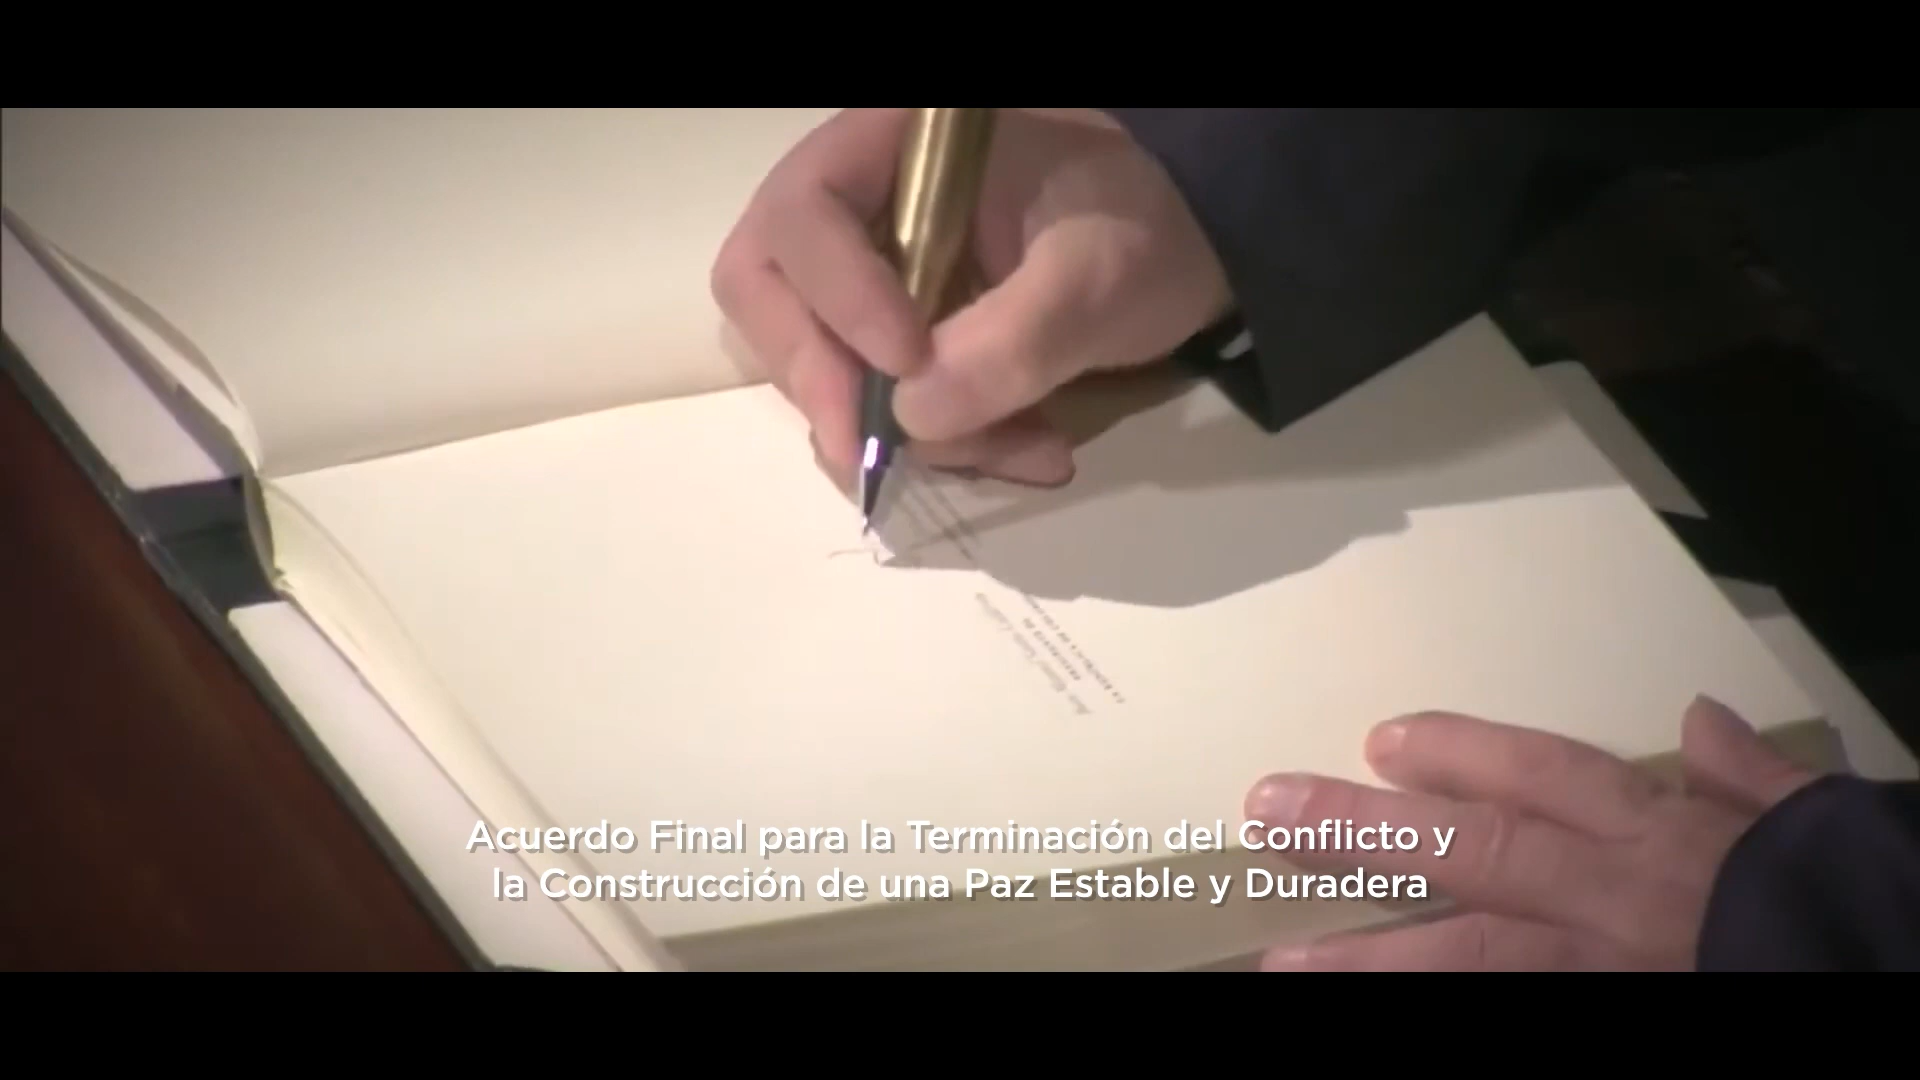 Acuerdo Final para la Terminación del Conflicto y
la Construcción de una Paz Estable y Duradera